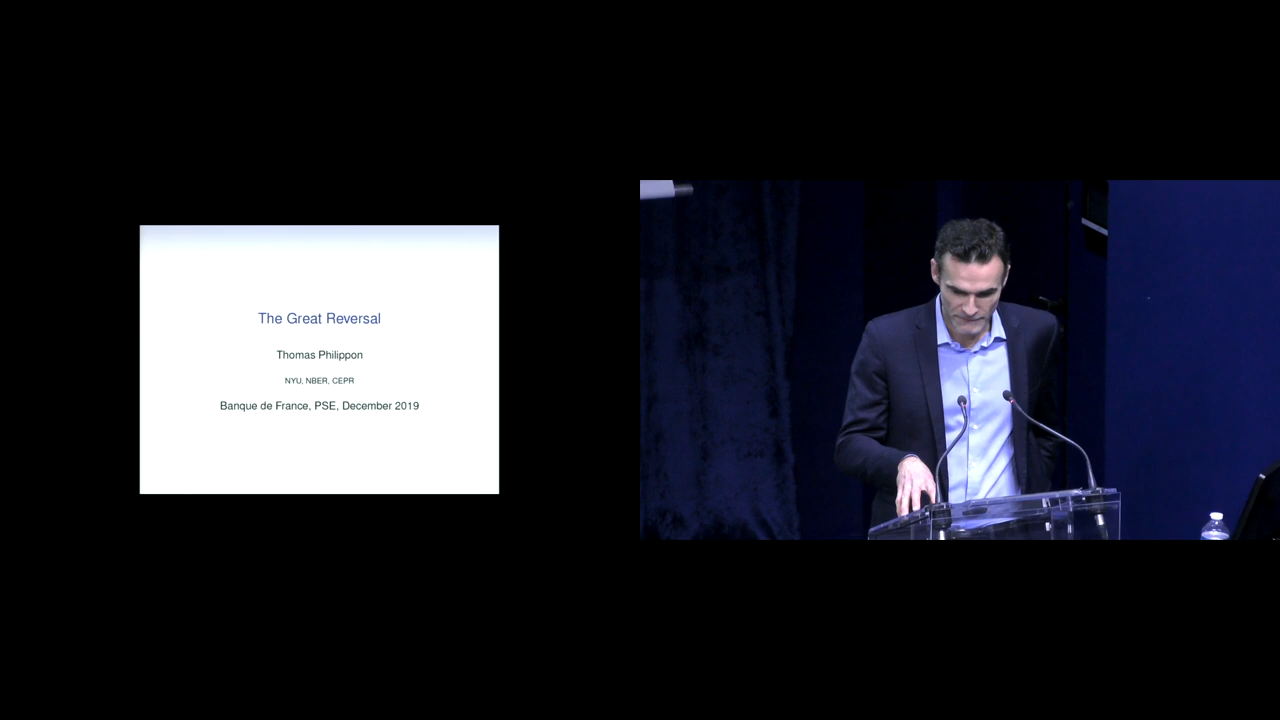 The Great Reversal
Thomas Philippon
NYU, NBER, CEPR
Banque de France, PSE, December 2019